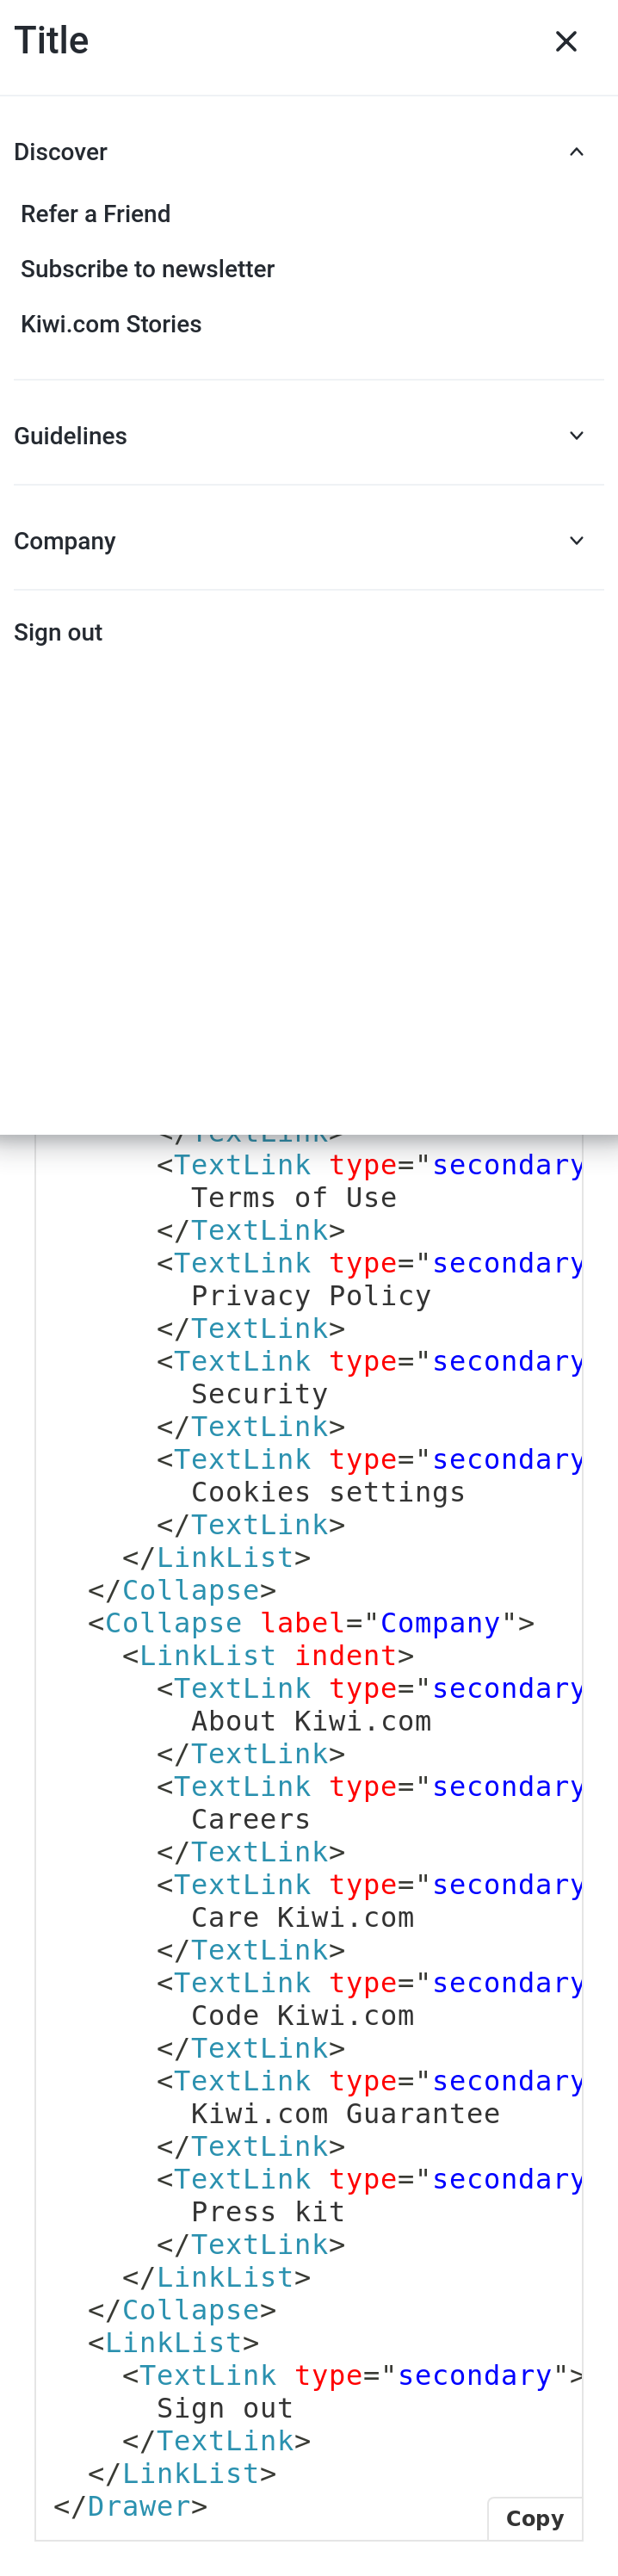 Title
Discover
Refer a Friend
Subscribe to newsletter
Kiwi.com Stories
Guidelines
Company
Sign out
</TextLink>
<TextLink type="secondary
Terms of Use
</TextLink>
<TextLink type="secondary
Privacy Policy
</TextLink>
<TextLink type="secondary
Security
</TextLink>
<TextLink type="secondary
Cookies settings
</TextLink>
</LinkList>
</Collapse>
<Collapse label="Company">
<LinkList indent>
<TextLink type="secondary
About Kiwi.com
</TextLink>
<TextLink type="secondary
Careers
</TextLink>
<TextLink type="secondary
Care Kiwi.com
</TextLink>
<TextLink type="secondary
Code Kiwi.com
</TextLink>
<TextLink type="secondary
Kiwi.com Guarantee
</TextLink>
<TextLink type="secondary
Press kit
</TextLink>
</LinkList>
</Collapse>
<LinkList>
<TextLink type="secondary">
Sign out
</TextLink>
</LinkList>
</Drawer>
Copy